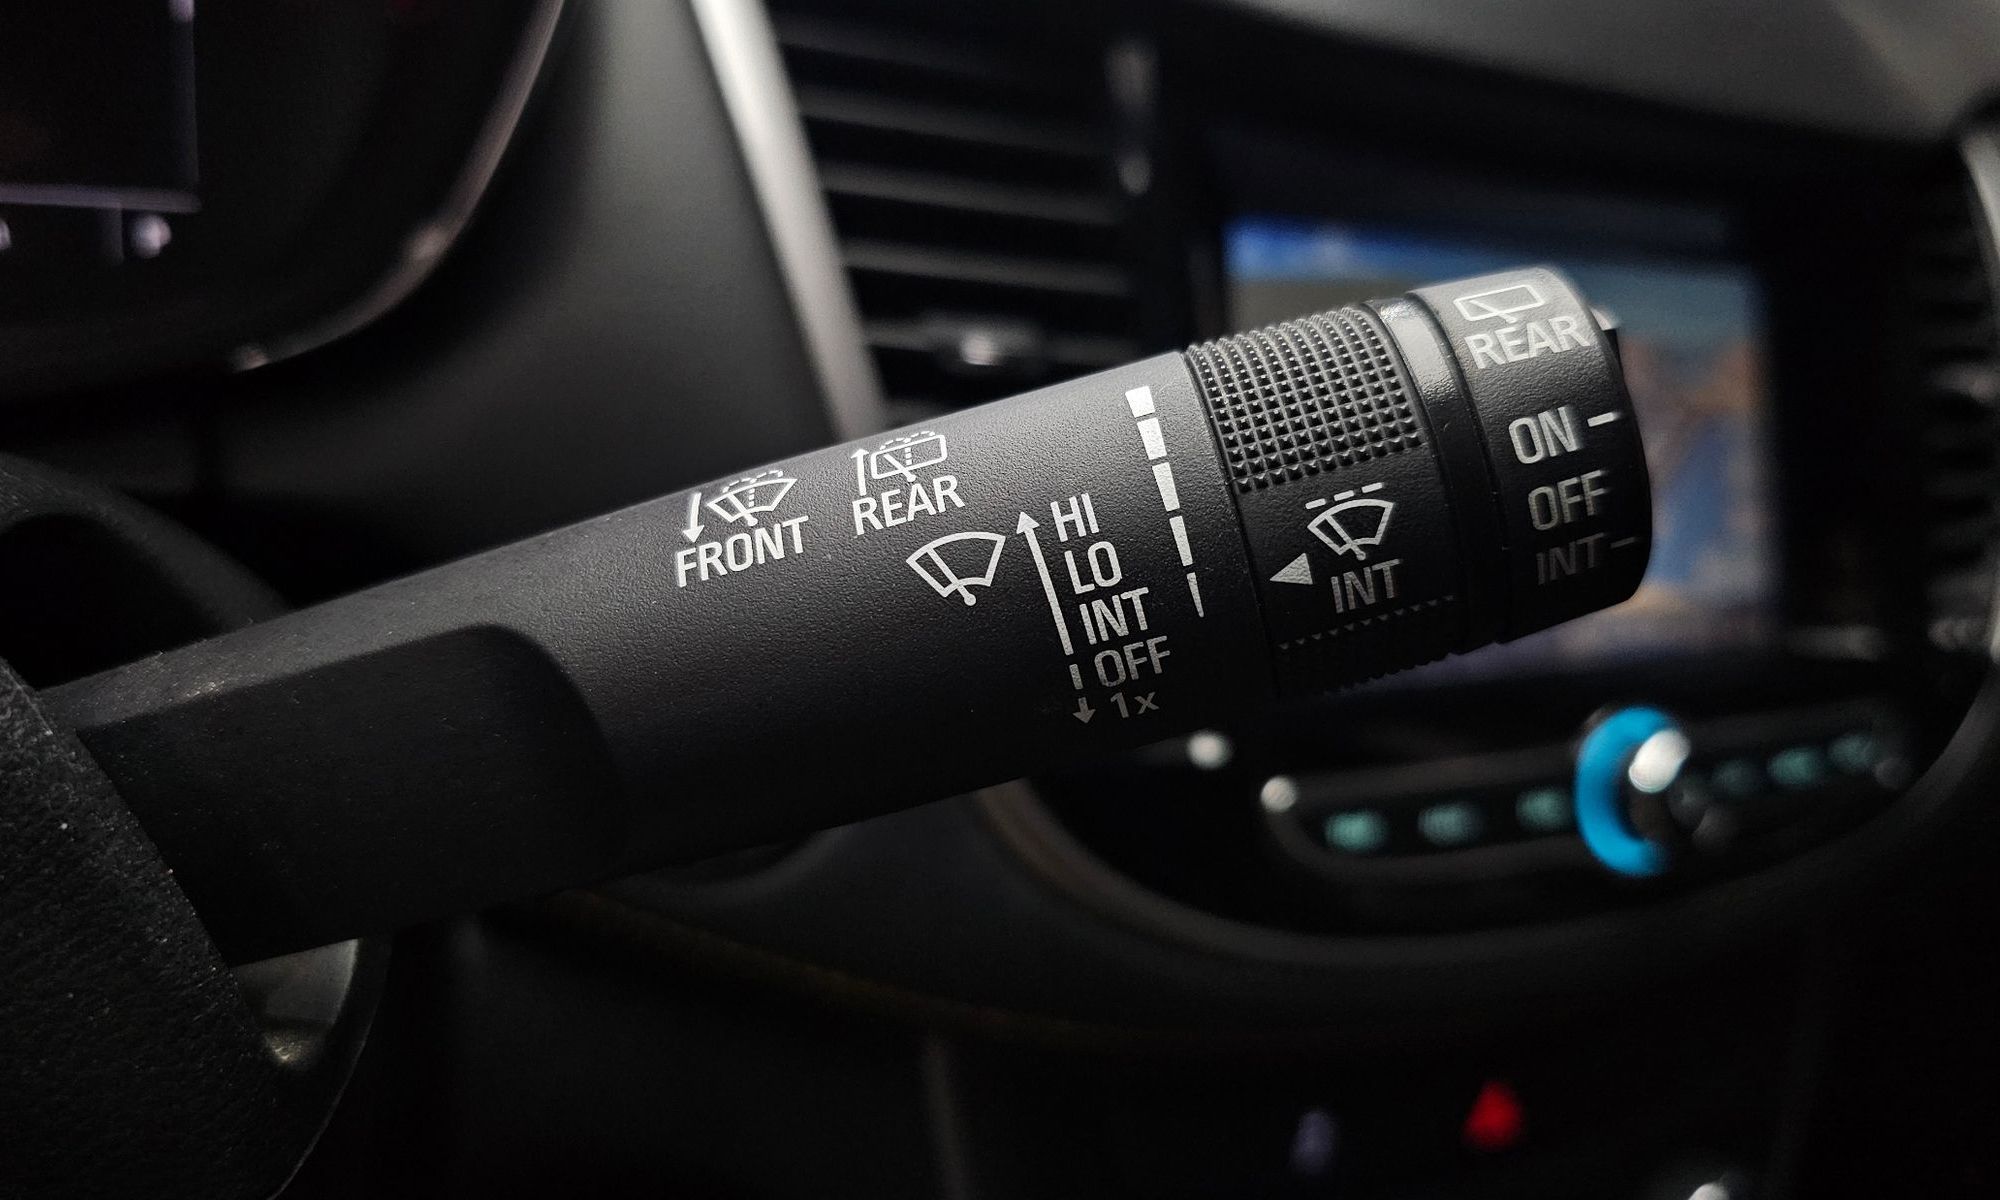 FRONT
REAR
HI
LO
INT
OFF
1x
INT
REAR
ON
OFF
INT